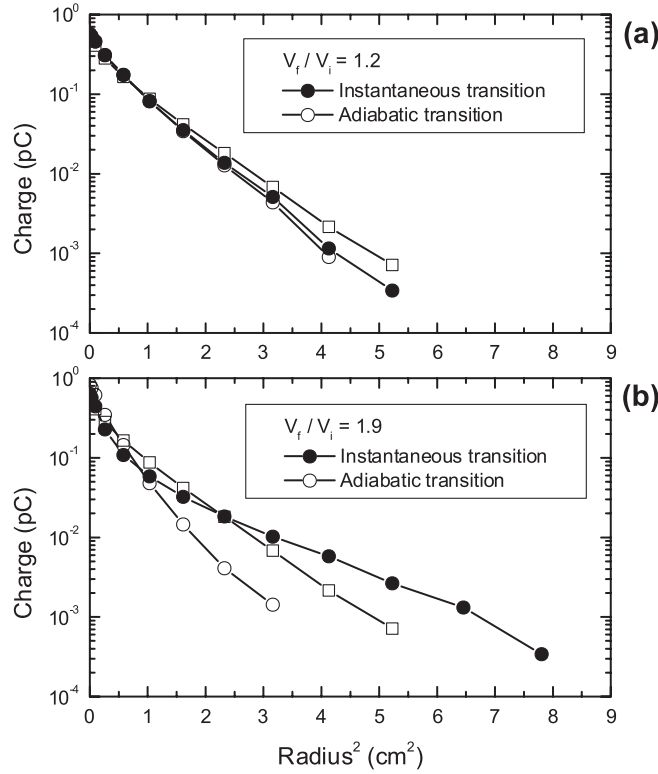 (a)
10^0
10^-1
10^-2
10^-3
10^-4
Charge (pC)
V_f / V_i = 1.2
Instantaneous transition
Adiabatic transition
0 1 2 3 4 5 6 7 8 9
(b)
10^0
10^-1
10^-2
10^-3
10^-4
Charge (pC)
V_f / V_i = 1.9
Instantaneous transition
Adiabatic transition
0 1 2 3 4 5 6 7 8 9
Radius^2 (cm^2)